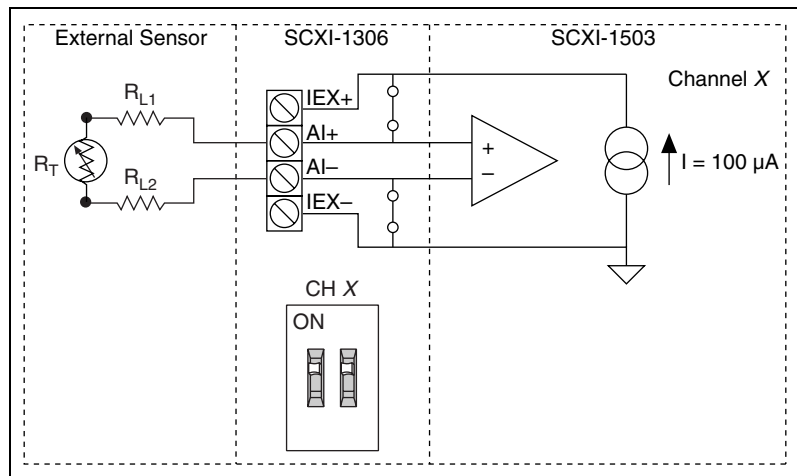 External Sensor
SCXI-1306
SCXI-1503
IEX+
Channel X
RL1
AI+
+
RT
AI–
–
I = 100 µA
RL2
IEX–
CH X
ON